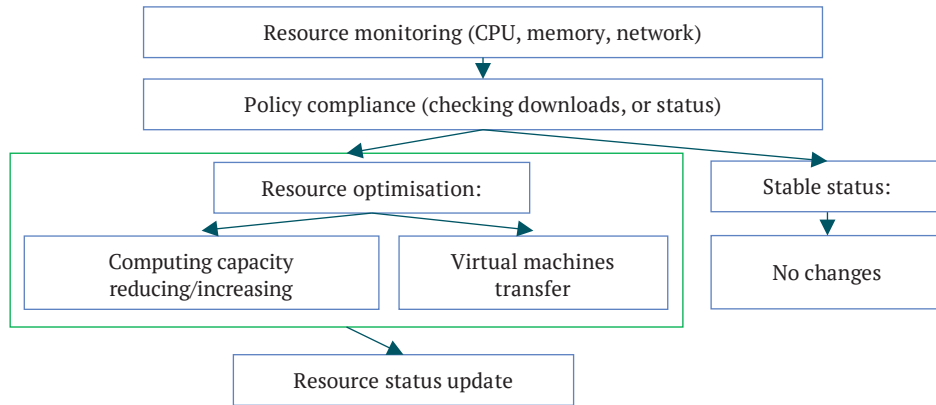 Resource monitoring (CPU, memory, network)
Policy compliance (checking downloads, or status)
Resource optimisation:
Stable status:
Computing capacity
reducing/increasing
Virtual machines
transfer
No changes
Resource status update